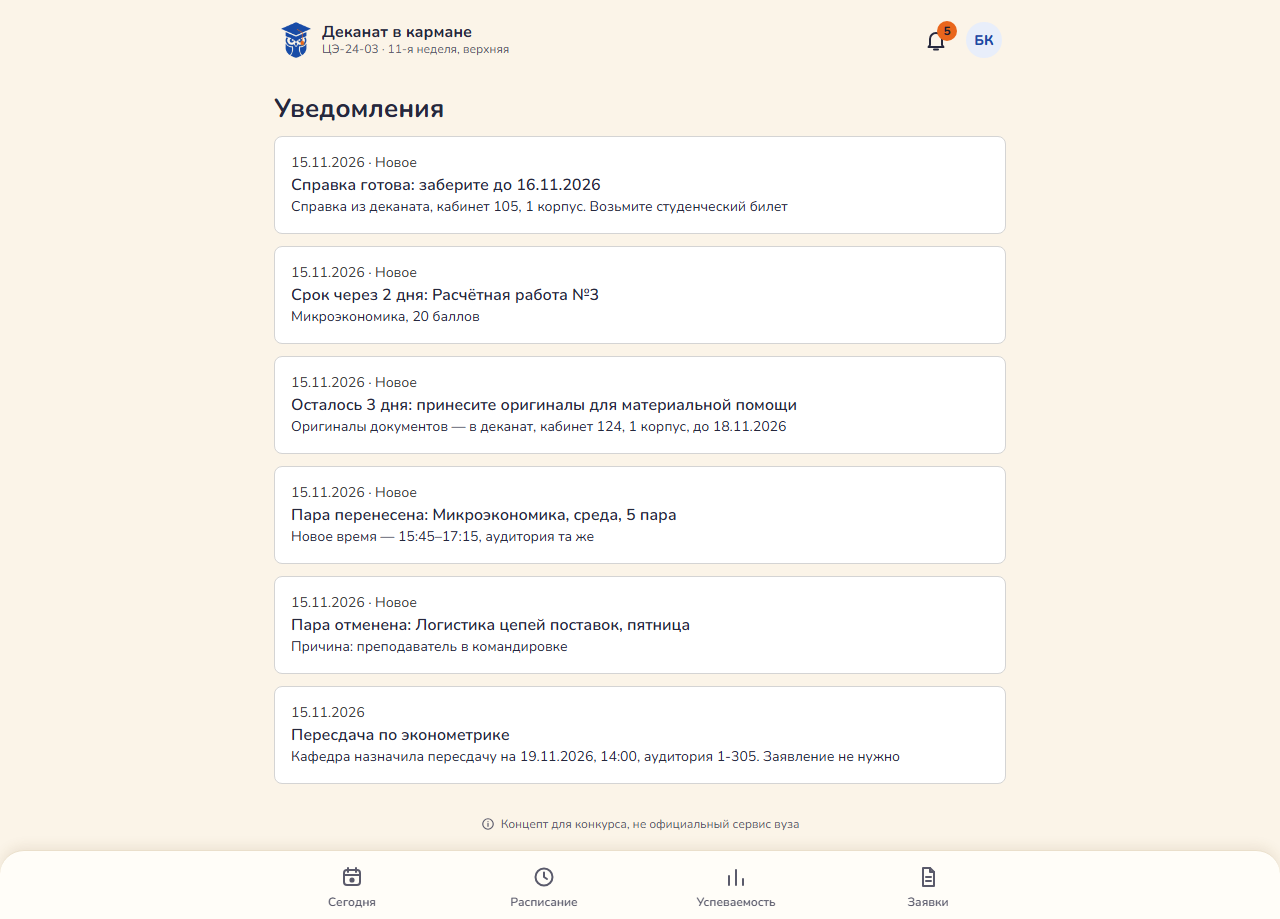 Деканат в кармане
ЦЭ-24-03 · 11-я неделя, верхняя
5
БК
Уведомления
15.11.2026 · Новое
Справка готова: заберите до 16.11.2026
Справка из деканата, кабинет 105, 1 корпус. Возьмите студенческий билет
15.11.2026 · Новое
Срок через 2 дня: Расчётная работа №3
Микроэкономика, 20 баллов
15.11.2026 · Новое
Осталось 3 дня: принесите оригиналы для материальной помощи
Оригиналы документов — в деканат, кабинет 124, 1 корпус, до 18.11.2026
15.11.2026 · Новое
Пара перенесена: Микроэкономика, среда, 5 пара
Новое время — 15:45–17:15, аудитория та же
15.11.2026 · Новое
Пара отменена: Логистика цепей поставок, пятница
Причина: преподаватель в командировке
15.11.2026
Пересдача по эконометрике
Кафедра назначила пересдачу на 19.11.2026, 14:00, аудитория 1-305. Заявление не нужно
Концепт для конкурса, не официальный сервис вуза
Сегодня
Расписание
Успеваемость
Заявки